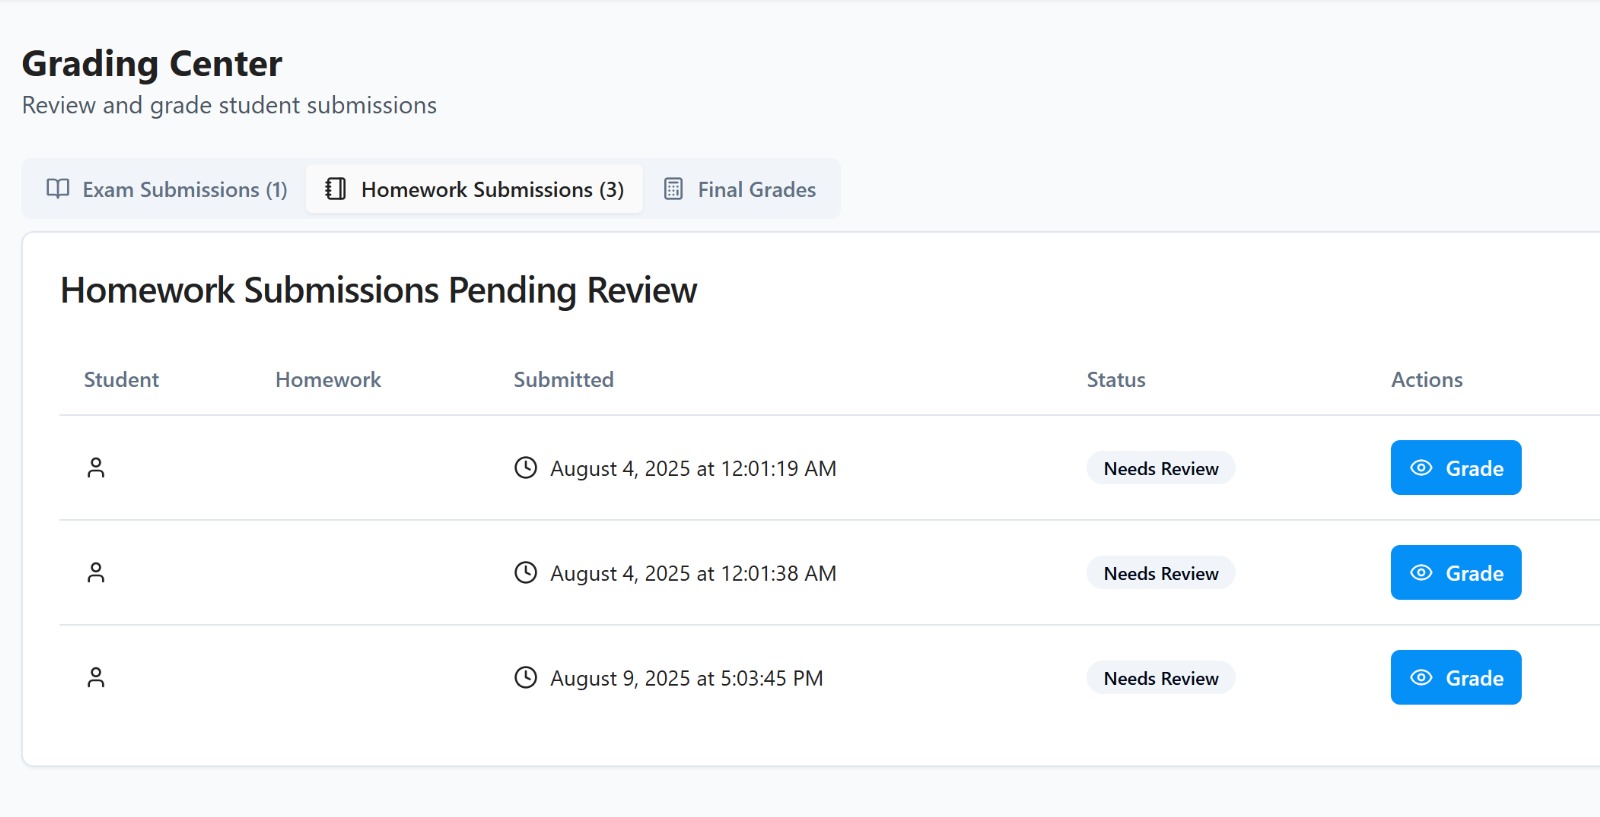 Grading Center
Review and grade student submissions
Exam Submissions (1) Homework Submissions (3) Final Grades
Homework Submissions Pending Review
Student Homework Submitted Status Actions
August 4, 2025 at 12:01:19 AM Needs Review Grade
August 4, 2025 at 12:01:38 AM Needs Review Grade
August 9, 2025 at 5:03:45 PM Needs Review Grade